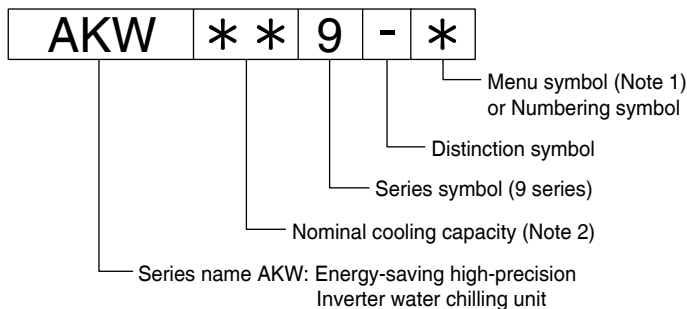 AKW * * 9 - *
Menu symbol (Note 1)
or Numbering symbol
Distinction symbol
Series symbol (9 series)
Nominal cooling capacity (Note 2)
Series name AKW: Energy-saving high-precision
Inverter water chilling unit